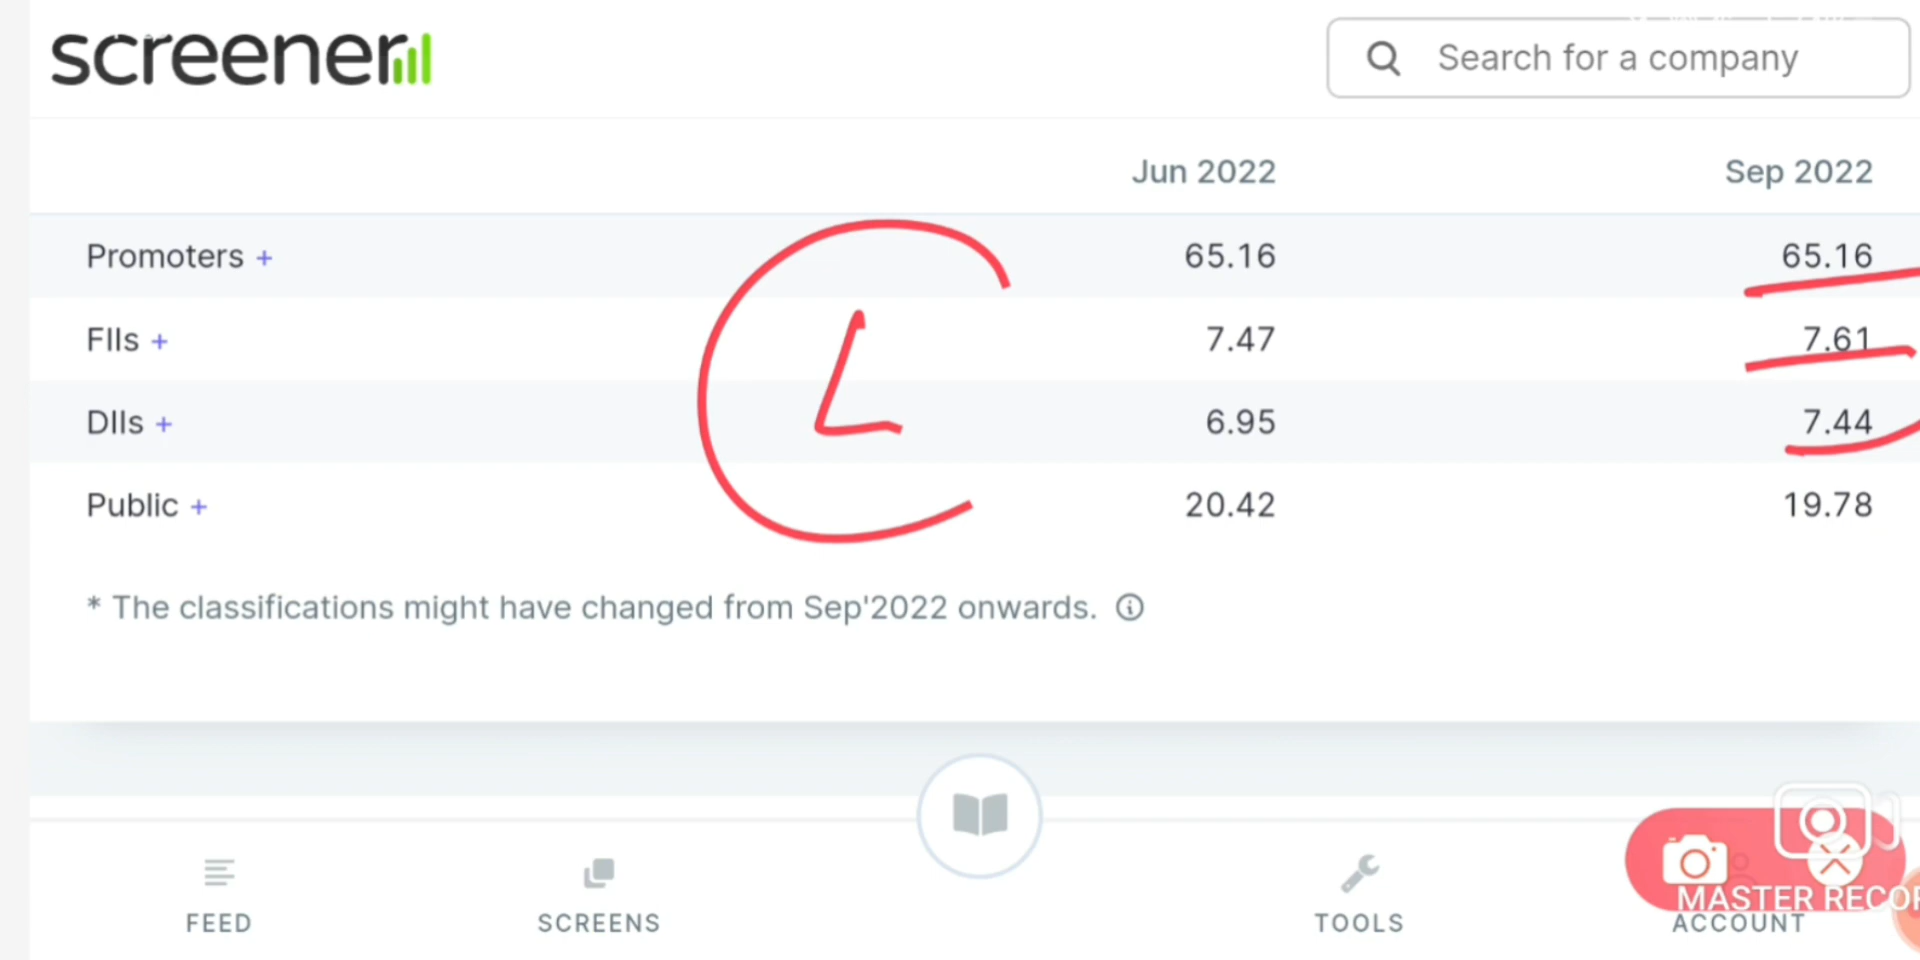 screener
Search for a company
Jun 2022 Sep 2022
Promoters + 65.16 65.16
FIIs + 7.47 7.61
DIIs + 6.95 7.44
Public + 20.42 19.78
* The classifications might have changed from Sep'2022 onwards.
FEED SCREENS TOOLS ACCOUNT
MASTER RECOR